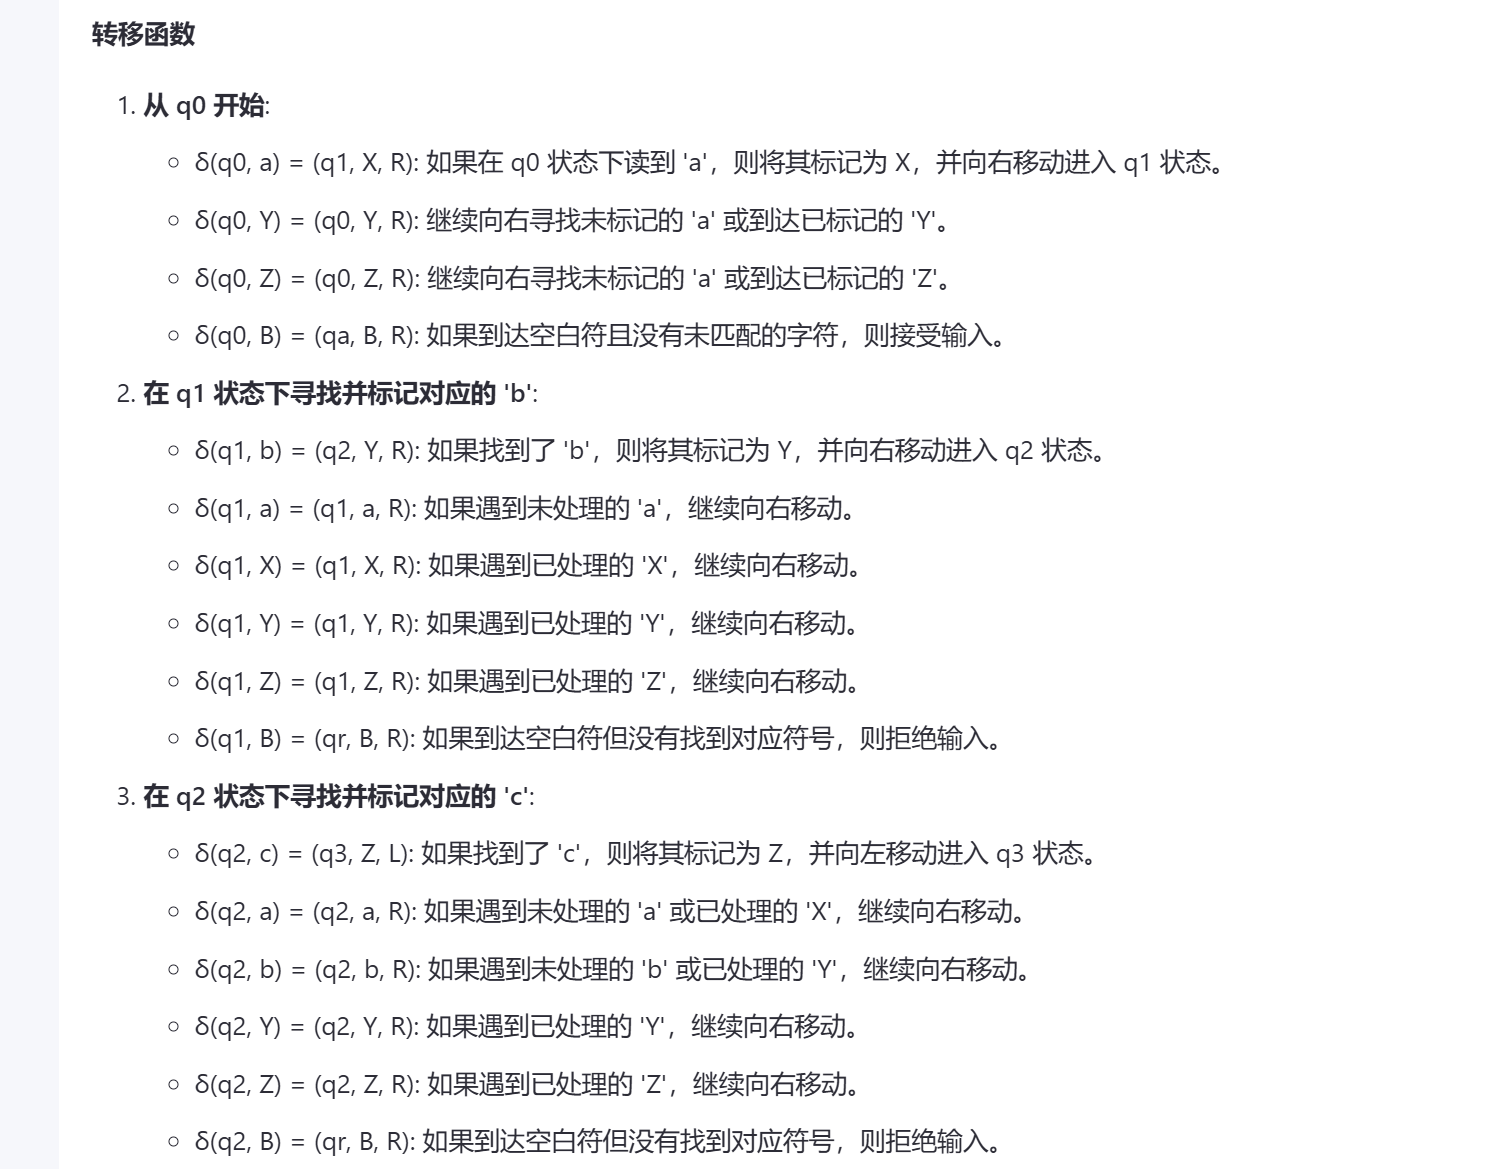 转移函数
1. 从 q0 开始:
○ δ(q0, a) = (q1, X, R): 如果在 q0 状态下读到 'a'，则将其标记为 X，并向右移动进入 q1 状态。
○ δ(q0, Y) = (q0, Y, R): 继续向右寻找未标记的 'a' 或到达已标记的 'Y'。
○ δ(q0, Z) = (q0, Z, R): 继续向右寻找未标记的 'a' 或到达已标记的 'Z'。
○ δ(q0, B) = (qa, B, R): 如果到达空白符且没有未匹配的字符，则接受输入。
2. 在 q1 状态下寻找并标记对应的 'b':
○ δ(q1, b) = (q2, Y, R): 如果找到了 'b'，则将其标记为 Y，并向右移动进入 q2 状态。
○ δ(q1, a) = (q1, a, R): 如果遇到未处理的 'a'，继续向右移动。
○ δ(q1, X) = (q1, X, R): 如果遇到已处理的 'X'，继续向右移动。
○ δ(q1, Y) = (q1, Y, R): 如果遇到已处理的 'Y'，继续向右移动。
○ δ(q1, Z) = (q1, Z, R): 如果遇到已处理的 'Z'，继续向右移动。
○ δ(q1, B) = (qr, B, R): 如果到达空白符但没有找到对应符号，则拒绝输入。
3. 在 q2 状态下寻找并标记对应的 'c':
○ δ(q2, c) = (q3, Z, L): 如果找到了 'c'，则将其标记为 Z，并向左移动进入 q3 状态。
○ δ(q2, a) = (q2, a, R): 如果遇到未处理的 'a' 或已处理的 'X'，继续向右移动。
○ δ(q2, b) = (q2, b, R): 如果遇到未处理的 'b' 或已处理的 'Y'，继续向右移动。
○ δ(q2, Y) = (q2, Y, R): 如果遇到已处理的 'Y'，继续向右移动。
○ δ(q2, Z) = (q2, Z, R): 如果遇到已处理的 'Z'，继续向右移动。
○ δ(q2, B) = (qr, B, R): 如果到达空白符但没有找到对应符号，则拒绝输入。